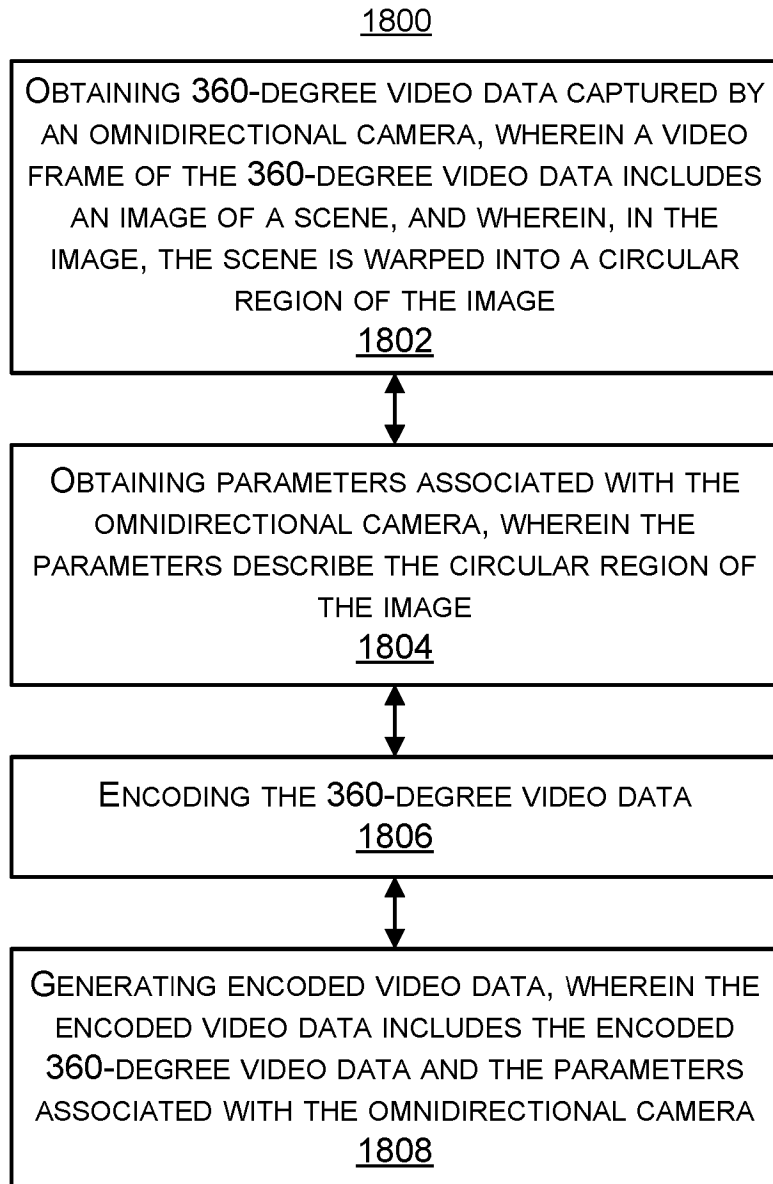 1800
OBTAINING 360-DEGREE VIDEO DATA CAPTURED BY
AN OMNIDIRECTIONAL CAMERA, WHEREIN A VIDEO
FRAME OF THE 360-DEGREE VIDEO DATA INCLUDES
AN IMAGE OF A SCENE, AND WHEREIN, IN THE
IMAGE, THE SCENE IS WARPED INTO A CIRCULAR
REGION OF THE IMAGE
1802
OBTAINING PARAMETERS ASSOCIATED WITH THE
OMNIDIRECTIONAL CAMERA, WHEREIN THE
PARAMETERS DESCRIBE THE CIRCULAR REGION OF
THE IMAGE
1804
ENCODING THE 360-DEGREE VIDEO DATA
1806
GENERATING ENCODED VIDEO DATA, WHEREIN THE
ENCODED VIDEO DATA INCLUDES THE ENCODED
360-DEGREE VIDEO DATA AND THE PARAMETERS
ASSOCIATED WITH THE OMNIDIRECTIONAL CAMERA
1808